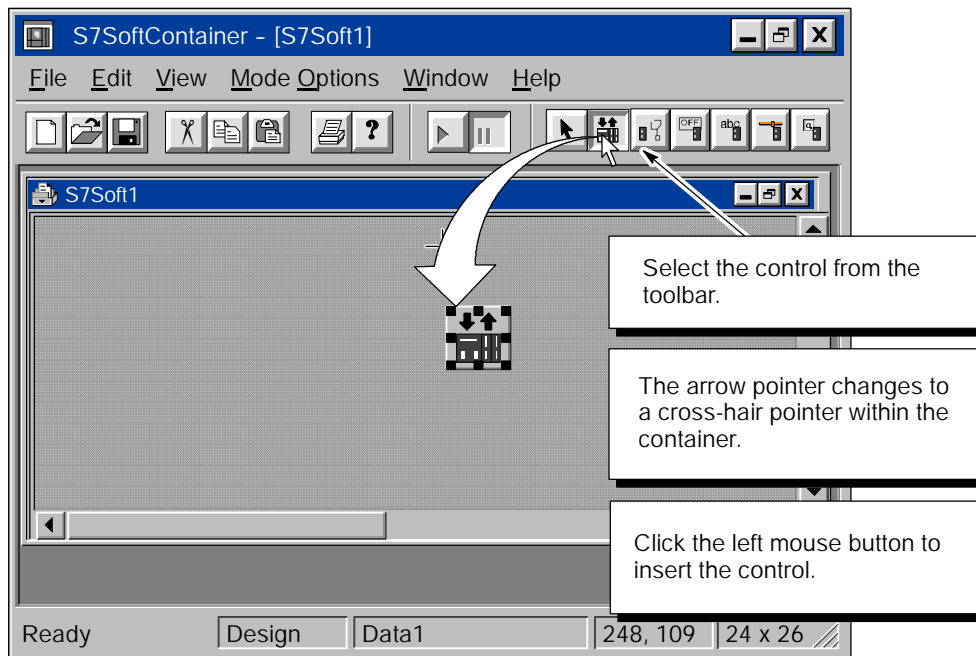 S7SoftContainer - [S7Soft1]
File Edit View Mode Options Window Help
OFF abc a
S7Soft1
Select the control from the
toolbar.
The arrow pointer changes to
a cross-hair pointer within the
container.
Click the left mouse button to
insert the control.
Ready Design Data1 248, 109 24 x 26